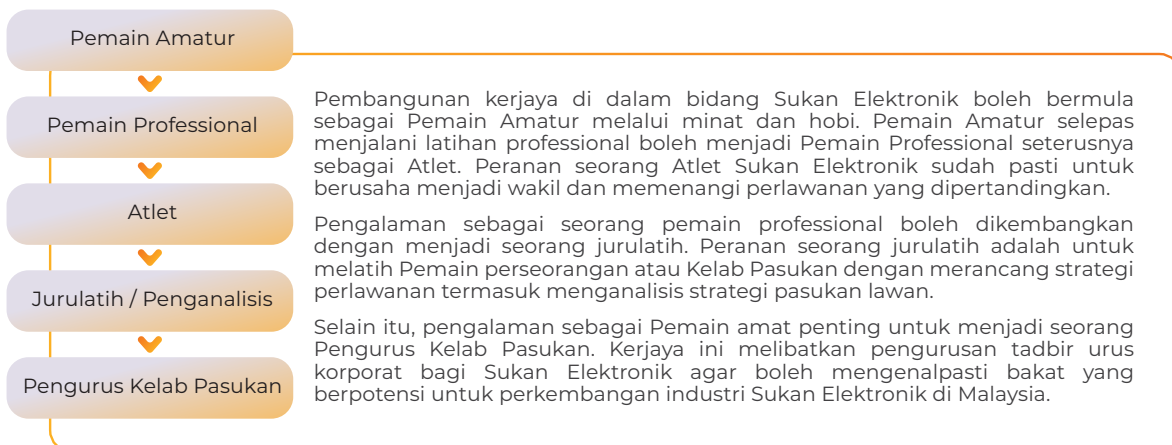 Pemain Amatur
Pemain Professional
Atlet
Jurulatih / Penganalisis
Pengurus Kelab Pasukan
Pembangunan kerjaya di dalam bidang Sukan Elektronik boleh bermula
sebagai Pemain Amatur melalui minat dan hobi. Pemain Amatur selepas
menjalani latihan professional boleh menjadi Pemain Professional seterusnya
sebagai Atlet. Peranan seorang Atlet Sukan Elektronik sudah pasti untuk
berusaha menjadi wakil dan memenangi perlawanan yang dipertandingkan.
Pengalaman sebagai seorang pemain professional boleh dikembangkan
dengan menjadi seorang jurulatih. Peranan seorang jurulatih adalah untuk
melatih Pemain perseorangan atau Kelab Pasukan dengan merancang strategi
perlawanan termasuk menganalisis strategi pasukan lawan.
Selain itu, pengalaman sebagai Pemain amat penting untuk menjadi seorang
Pengurus Kelab Pasukan. Kerjaya ini melibatkan pengurusan tadbir urus
korporat bagi Sukan Elektronik agar boleh mengenalpasti bakat yang
berpotensi untuk perkembangan industri Sukan Elektronik di Malaysia.